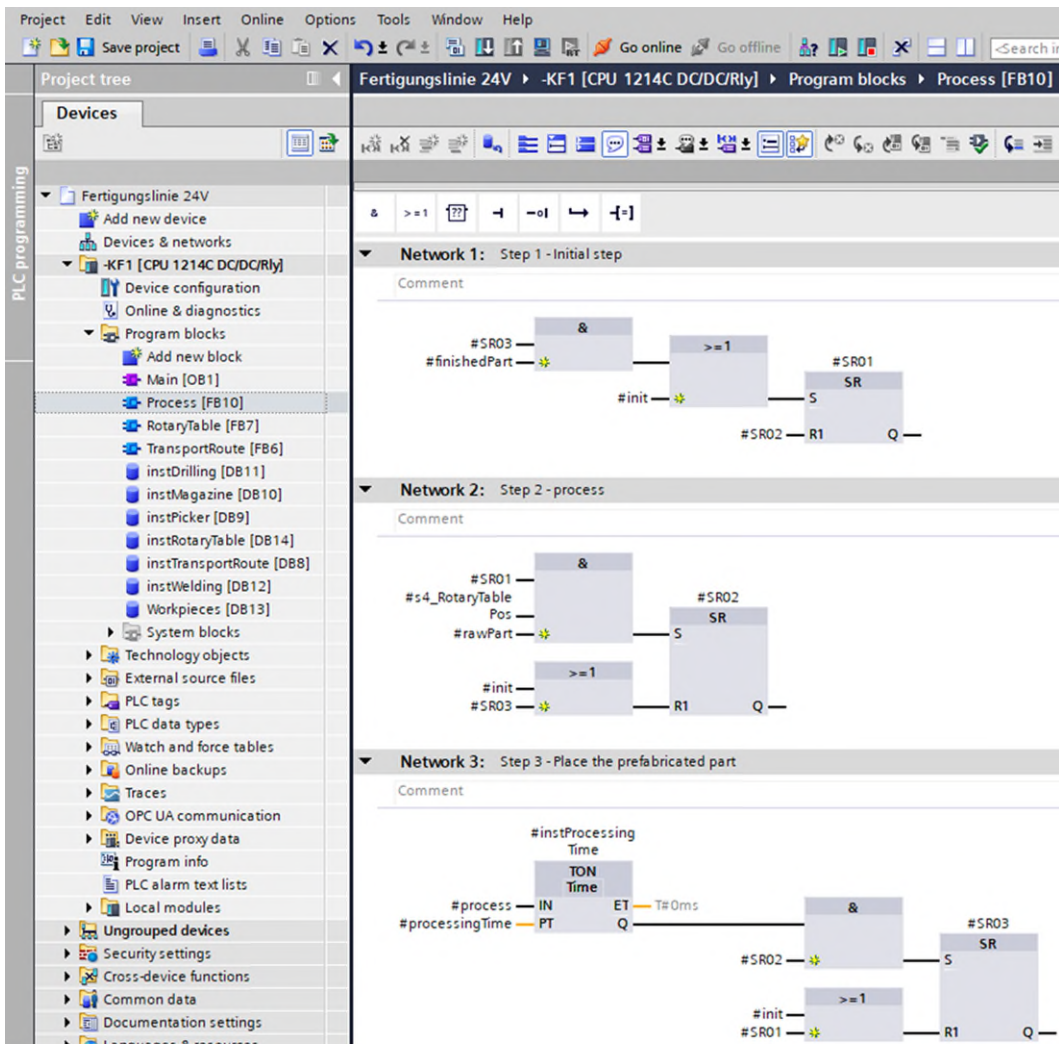 Project Edit View Insert Online Options Tools Window Help
Save project
Go online Go offline
<Search in
Project tree
Fertigungslinie 24V ▸ -KF1 [CPU 1214C DC/DC/Rly] ▸ Program blocks ▸ Process [FB10]
Devices
PLC programming
Fertigungslinie 24V
Add new device
Devices & networks
-KF1 [CPU 1214C DC/DC/Rly]
Device configuration
Online & diagnostics
Program blocks
Add new block
Main [OB1]
Process [FB10]
RotaryTable [FB7]
TransportRoute [FB6]
instDrilling [DB11]
instMagazine [DB10]
instPicker [DB9]
instRotaryTable [DB14]
instTransportRoute [DB8]
instWelding [DB12]
Workpieces [DB13]
System blocks
Technology objects
External source files
PLC tags
PLC data types
Watch and force tables
Online backups
Traces
OPC UA communication
Device proxy data
Program info
PLC alarm text lists
Local modules
Ungrouped devices
Security settings
Cross-device functions
Common data
Documentation settings
Languages & resources
& >=1 ??
Network 1: Step 1 - Initial step
Comment
&
#SR03
#finishedPart
>=1
#init
#SR01
SR
S
#SR02 R1 Q
Network 2: Step 2 - process
Comment
&
#SR01
#s4_RotaryTable
Pos
#rawPart
#SR02
SR
S
>=1
#init
#SR03
R1 Q
Network 3: Step 3 - Place the prefabricated part
Comment
#instProcessing
Time
TON
Time
#process IN ET T#0ms
#processingTime PT Q
&
#SR02
#SR03
SR
S
>=1
#init
#SR01
R1 Q